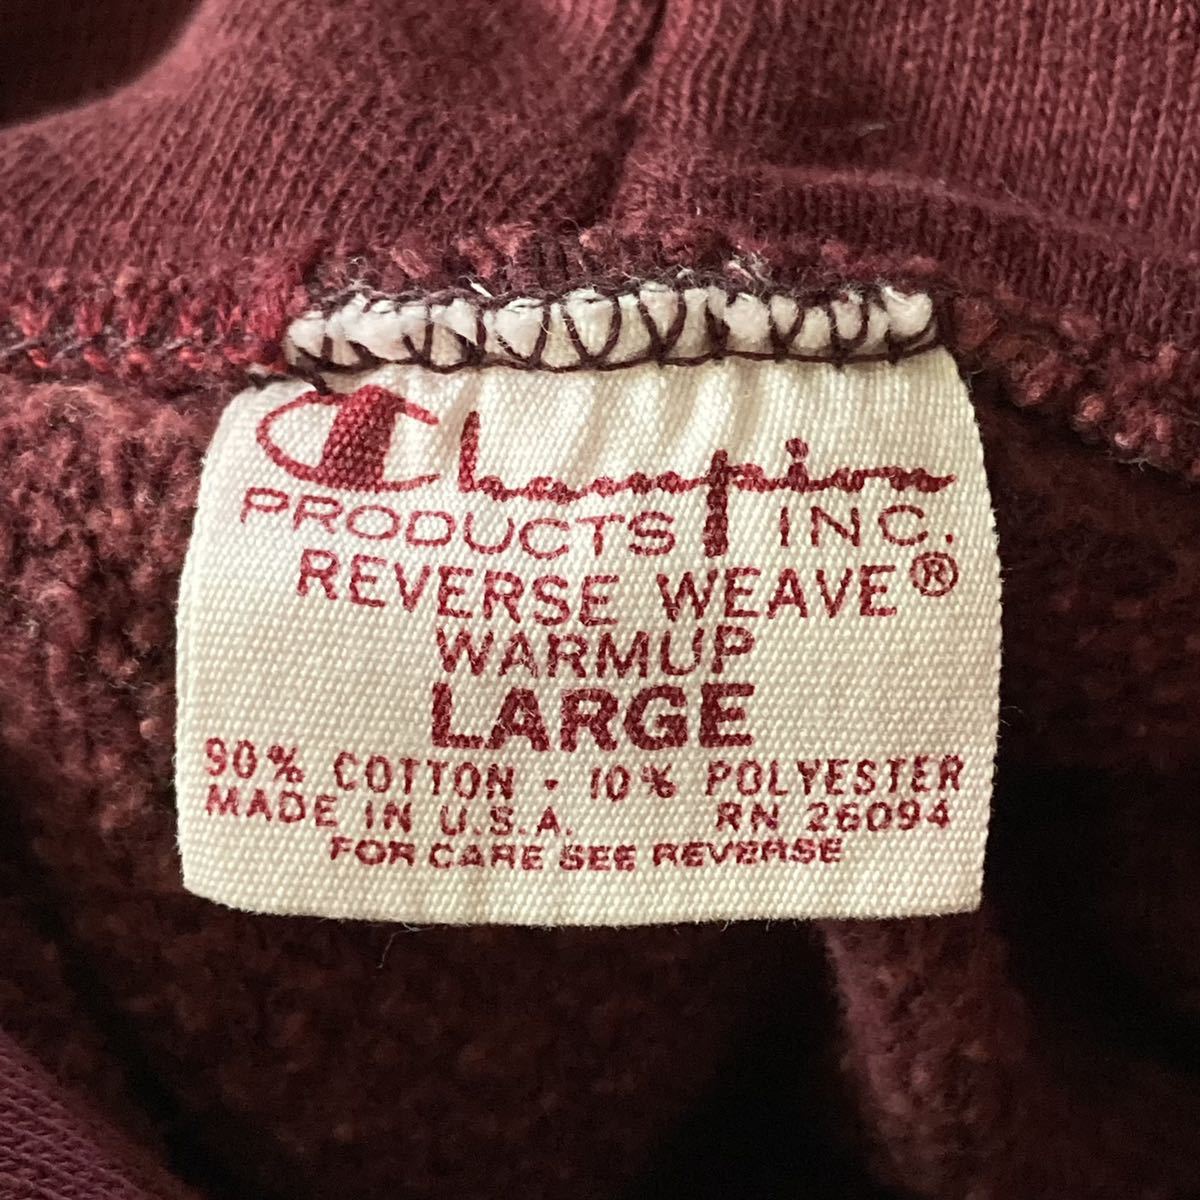 Champion
PRODUCTS INC.
REVERSE WEAVE®
WARMUP
LARGE
90% COTTON · 10% POLYESTER
MADE IN U.S.A. RN 26094
FOR CARE SEE REVERSE